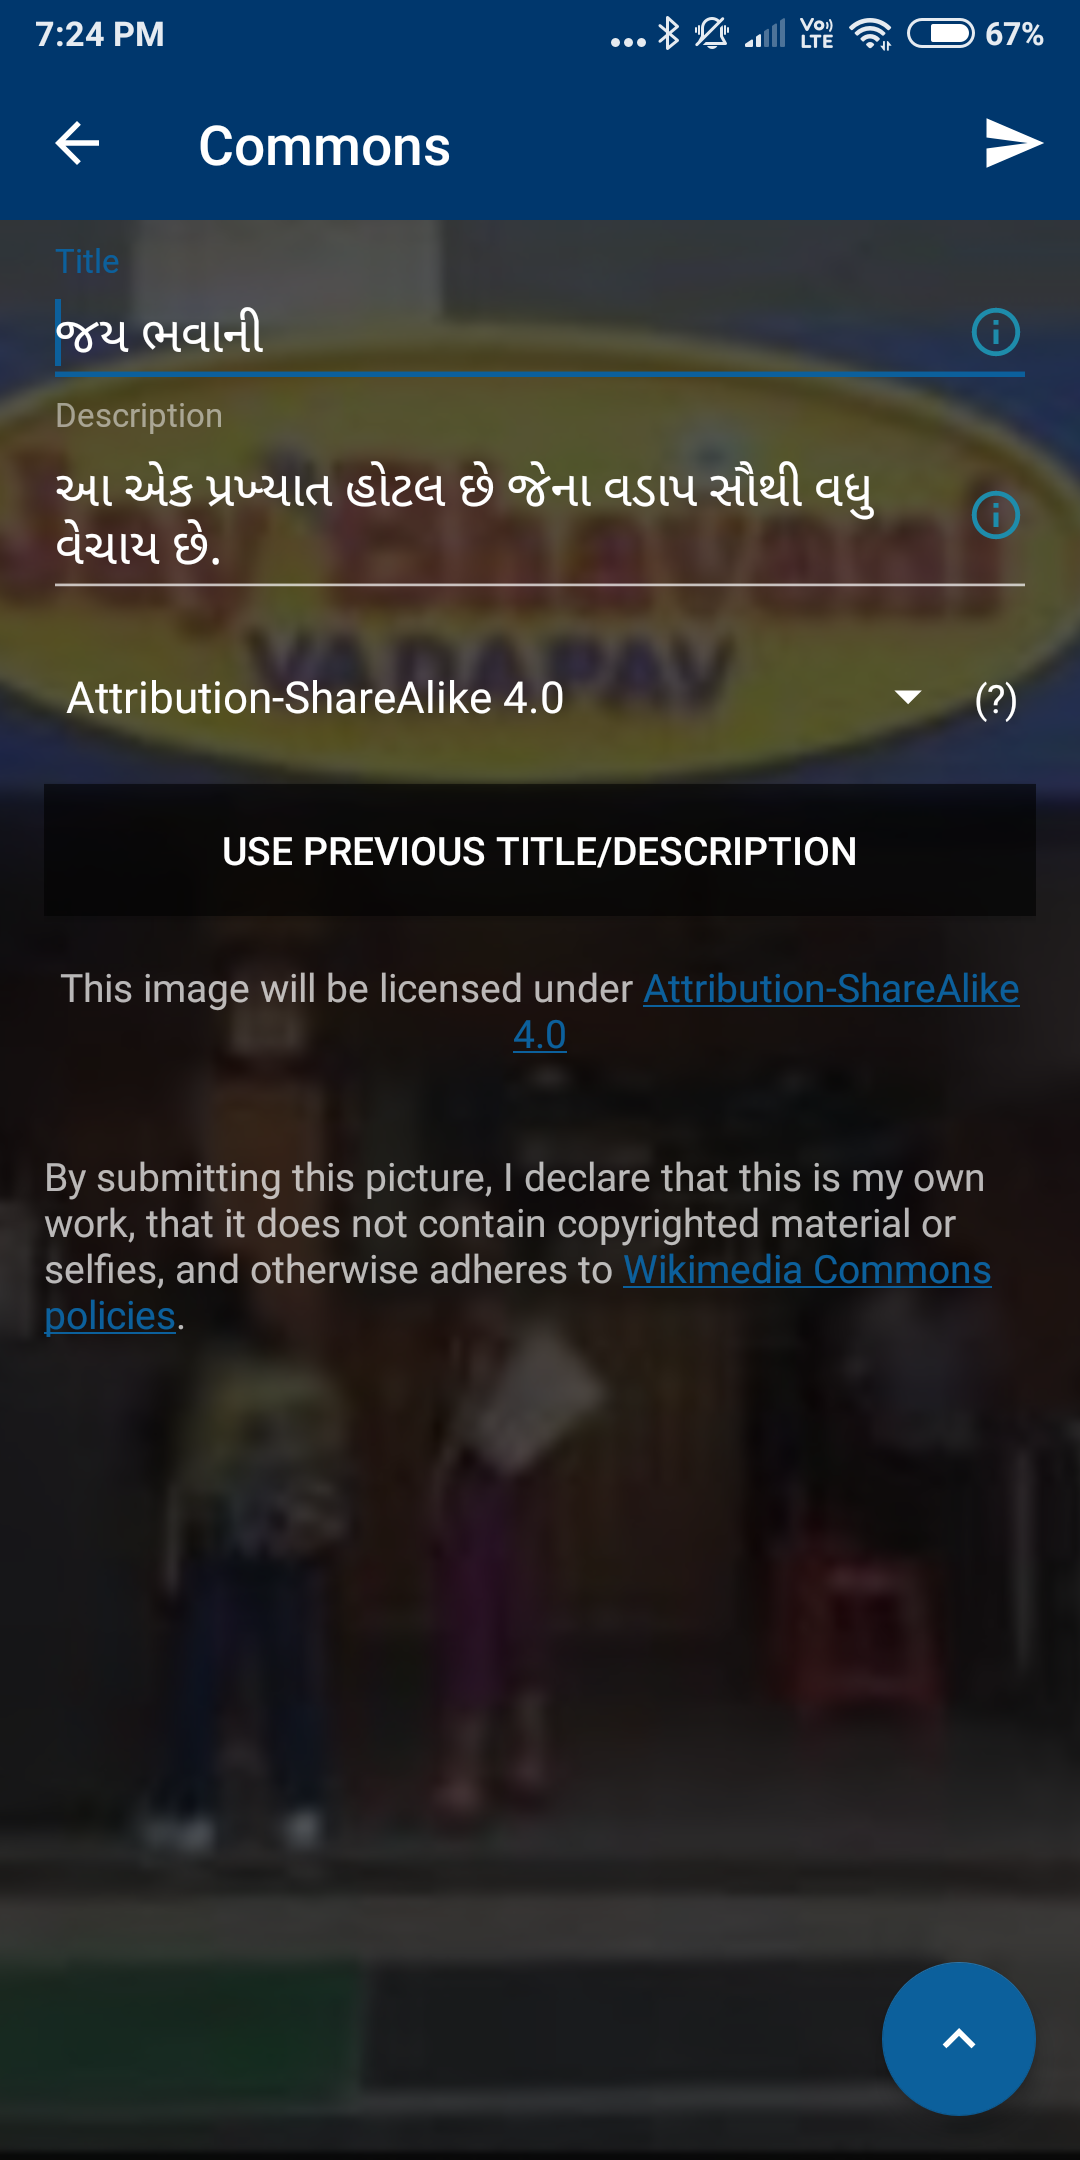 7:24 PM
Vo))
LTE
67%
Commons
Title
જય ભવાની
Description
આ એક પ્રખ્યાત હોટલ છે જેના વડાપ સૌથી વધુ
વેચાય છે.
Jay Bhavani
VADAPAV
Attribution-ShareAlike 4.0
(?)
USE PREVIOUS TITLE/DESCRIPTION
This image will be licensed under Attribution-ShareAlike
4.0
By submitting this picture, I declare that this is my own
work, that it does not contain copyrighted material or
selfies, and otherwise adheres to Wikimedia Commons
policies.